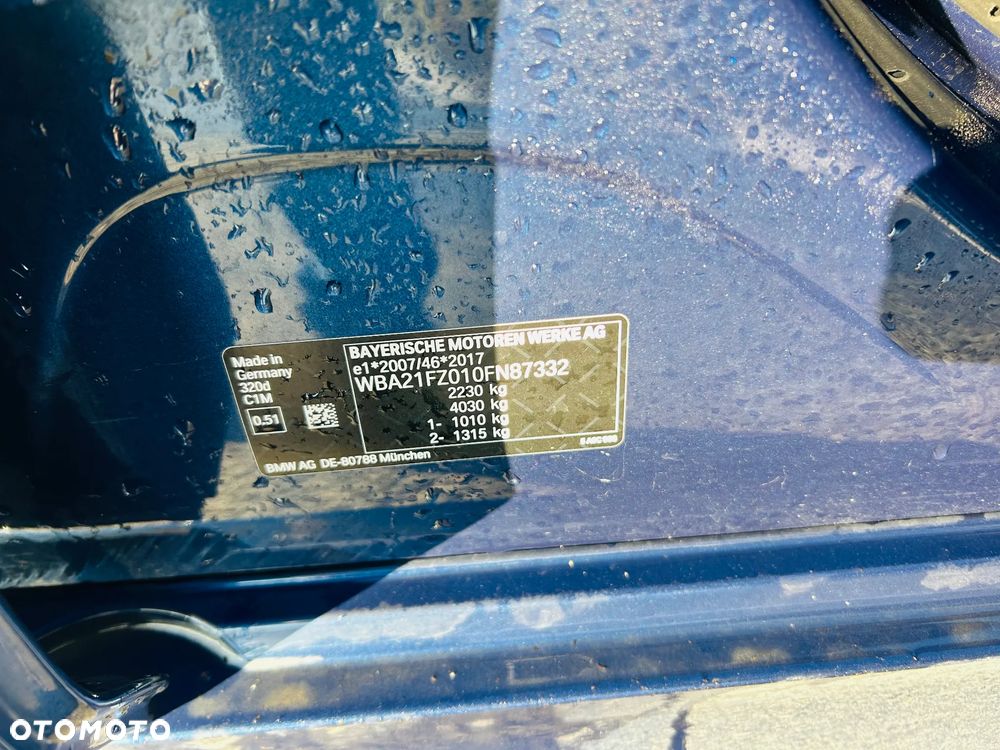 Made in
Germany
320d
C1M
0.51
BAYERISCHE MOTOREN WERKE AG
e1*2007/46*2017
WBA21FZ010FN87332
2230 kg
4030 kg
1- 1010 kg
2- 1315 kg
BMW AG DE-80788 München
OTOMOTO